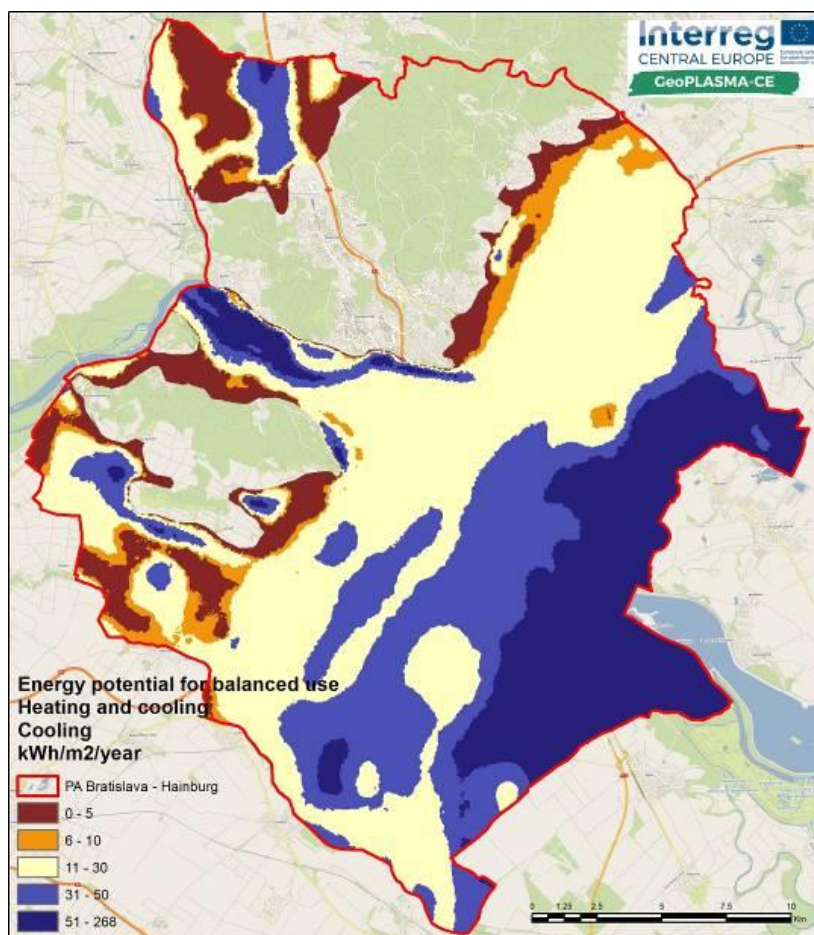 Interreg
CENTRAL EUROPE
GeoPLASMA-CE
Energy potential for balanced use
Heating and cooling
Cooling
kWh/m2/year
PA Bratislava - Hainburg
0 - 5
6 - 10
11 - 30
31 - 50
51 - 268
0 1.25 2.5 5 7.5 10
Km